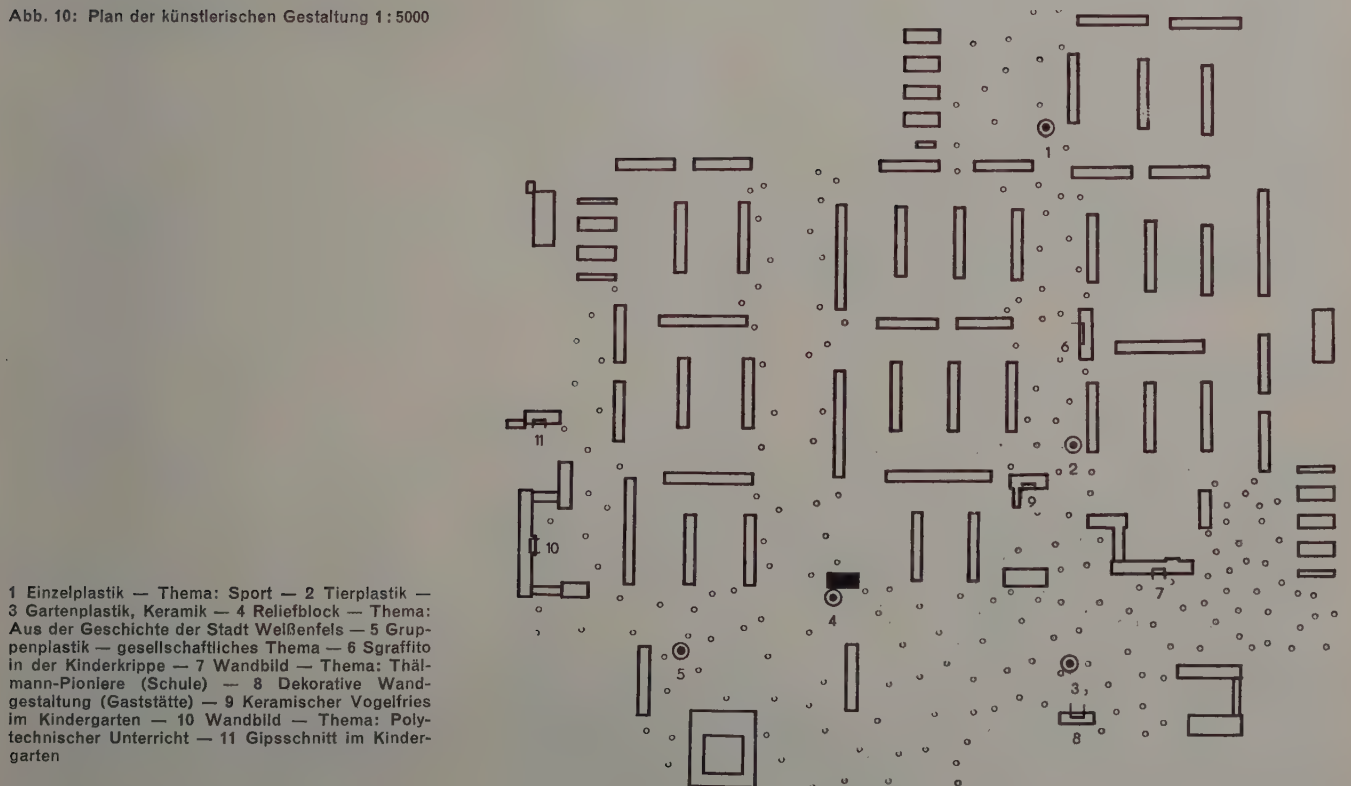 Abb. 10: Plan der künstlerischen Gestaltung 1 : 5000
1
6
11
2
9
10
7
4
5
3
8
1 Einzelplastik — Thema: Sport — 2 Tierplastik —
3 Gartenplastik, Keramik — 4 Reliefblock — Thema:
Aus der Geschichte der Stadt Weißenfels — 5 Grup-
penplastik — gesellschaftliches Thema — 6 Sgraffito
in der Kinderkrippe — 7 Wandbild — Thema: Thäl-
mann-Pioniere (Schule) — 8 Dekorative Wand-
gestaltung (Gaststätte) — 9 Keramischer Vogelfries
im Kindergarten — 10 Wandbild — Thema: Poly-
technischer Unterricht — 11 Gipsschnitt im Kinder-
garten